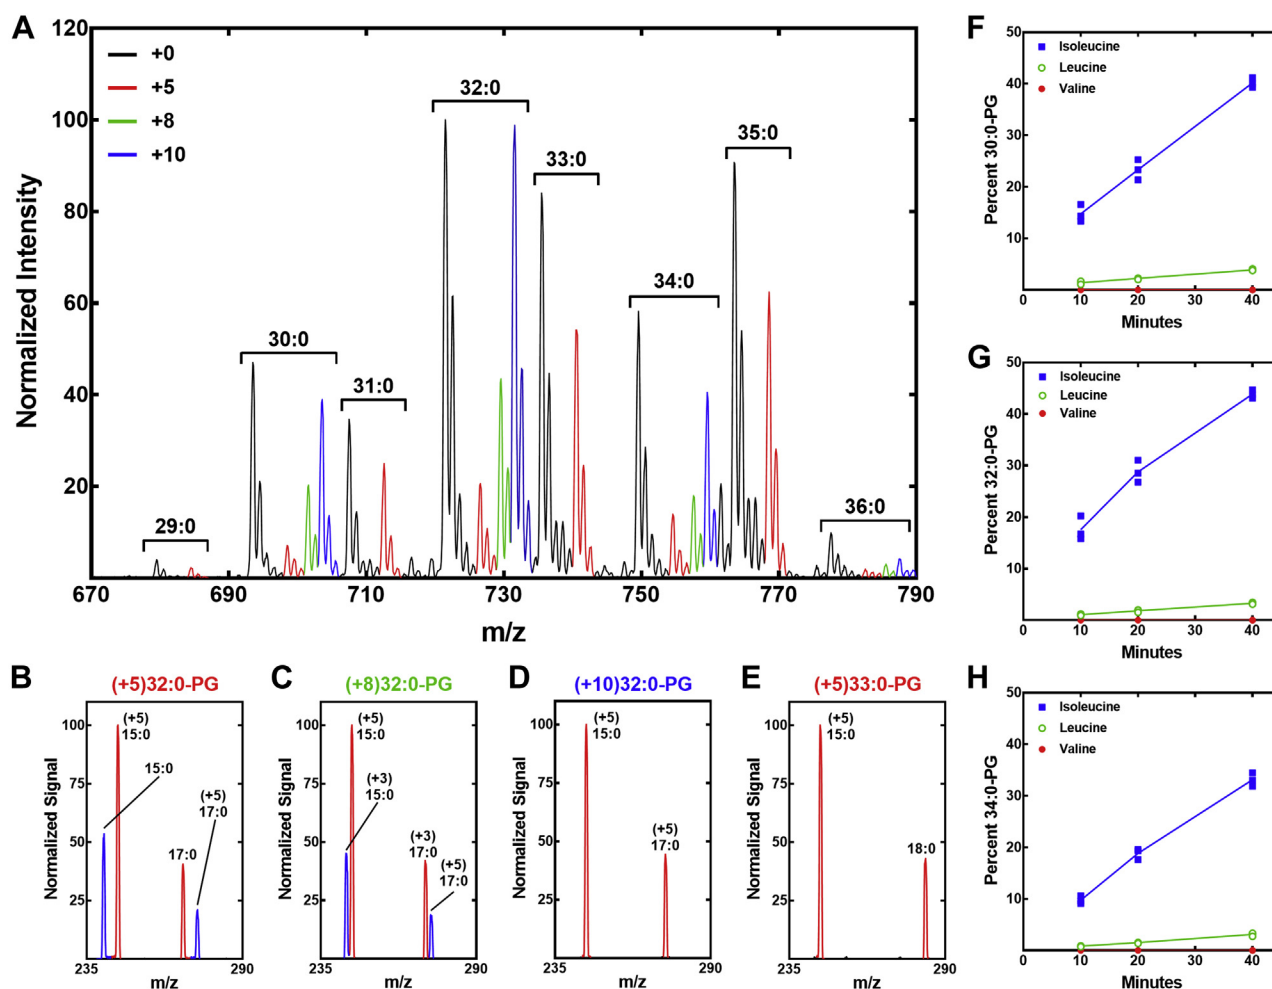 A
120
100
80
60
40
20
Normalized Intensity
+0
+5
+8
+10
29:0
30:0
31:0
32:0
33:0
34:0
35:0
36:0
670
690
710
730
750
770
790
m/z
B
(+5)32:0-PG
Normalized Signal
100
75
50
25
(+5)
15:0
15:0
17:0
(+5)
17:0
235
290
m/z
C
(+8)32:0-PG
Normalized Signal
100
75
50
25
(+5)
15:0
(+3)
15:0
(+3)
17:0
(+5)
17:0
235
290
m/z
D
(+10)32:0-PG
Normalized Signal
100
75
50
25
(+5)
15:0
(+5)
17:0
235
290
m/z
E
(+5)33:0-PG
Normalized Signal
100
75
50
25
(+5)
15:0
18:0
235
290
m/z
F
Percent 30:0-PG
50
40
30
20
10
Isoleucine
Leucine
Valine
0
10
20
30
40
Minutes
G
Percent 32:0-PG
50
40
30
20
10
Isoleucine
Leucine
Valine
0
10
20
30
40
Minutes
H
Percent 34:0-PG
50
40
30
20
10
Isoleucine
Leucine
Valine
0
10
20
30
40
Minutes